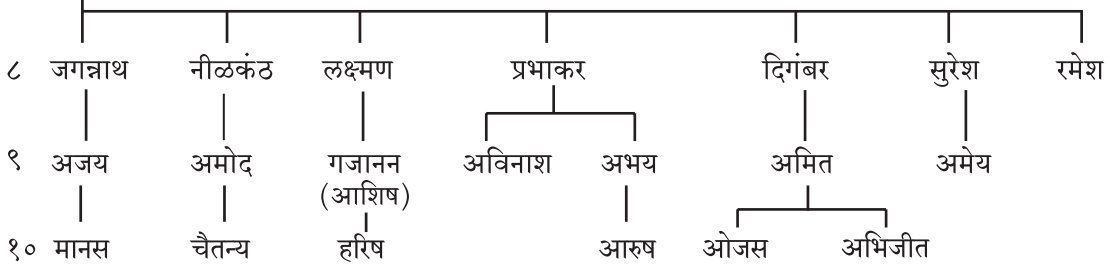 ८ जगन्नाथ नीळकंठ लक्ष्मण प्रभाकर दिगंबर सुरेश रमेश
९ अजय अमोद गजानन अविनाश अभय अमित अमेय
(आशिष)
१० मानस चैतन्य हरिष आरुष ओजस अभिजीत